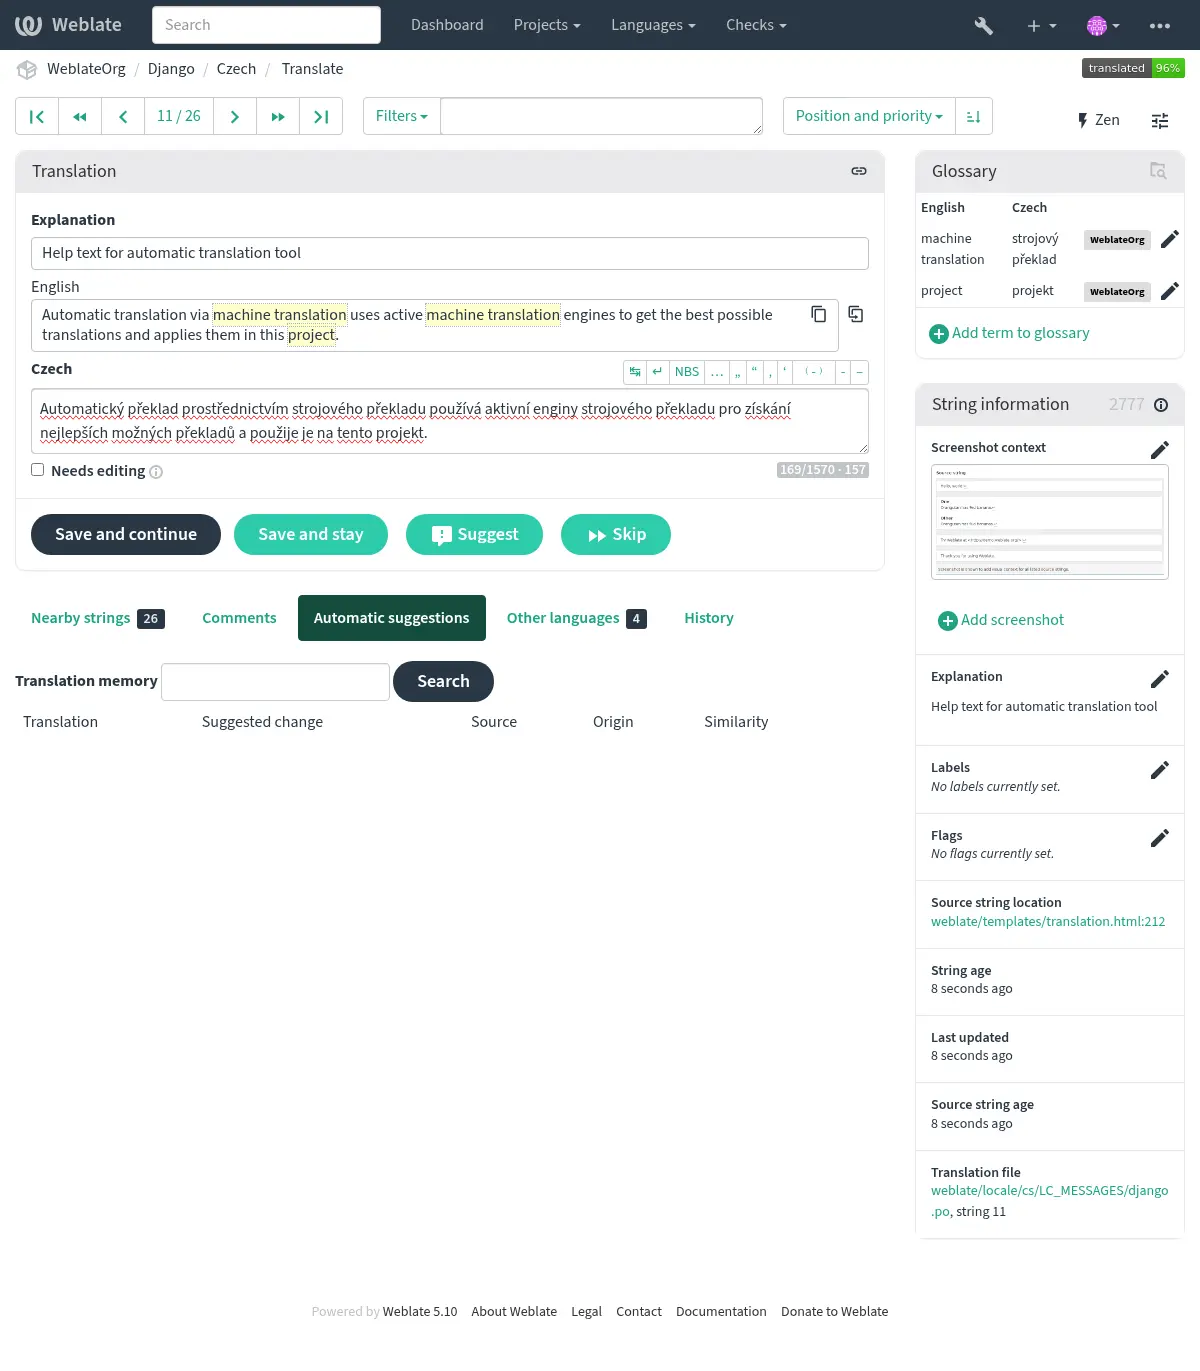 Weblate
Search
Dashboard
Projects
Languages
Checks
WeblateOrg / Django / Czech / Translate
translated 96%
11 / 26
Filters
Position and priority
Zen
Translation
Explanation
Help text for automatic translation tool
English
Automatic translation via machine translation uses active machine translation engines to get the best possible
translations and applies them in this project.
Czech
↹ ↵ NBS … „ “ ‚ ‘ (-) - –
Automatický překlad prostřednictvím strojového překladu používá aktivní enginy strojového překladu pro získání
nejlepších možných překladů a použije je na tento projekt.
Needs editing
169/1570 · 157
Save and continue
Save and stay
Suggest
Skip
Nearby strings 26
Comments
Automatic suggestions
Other languages 4
History
Translation memory
Search
Translation
Suggested change
Source
Origin
Similarity
Glossary
English Czech
machine strojový WeblateOrg
translation překlad
project projekt WeblateOrg
Add term to glossary
String information 2777
Screenshot context
Source string
One
Other
Thank you for using Weblate.
Add screenshot
Explanation
Help text for automatic translation tool
Labels
No labels currently set.
Flags
No flags currently set.
Source string location
weblate/templates/translation.html:212
String age
8 seconds ago
Last updated
8 seconds ago
Source string age
8 seconds ago
Translation file
weblate/locale/cs/LC_MESSAGES/django
.po, string 11
Powered by Weblate 5.10 About Weblate Legal Contact Documentation Donate to Weblate